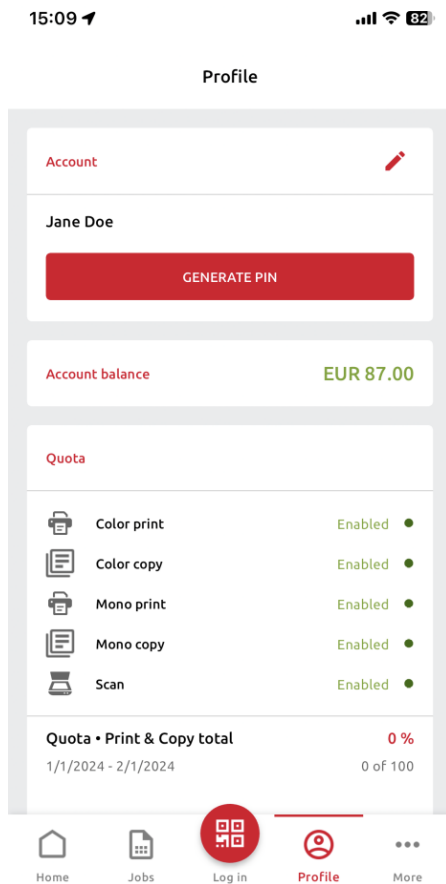 15:09 82
Profile
Account
Jane Doe
GENERATE PIN
Account balance EUR 87.00
Quota
Color print Enabled
Color copy Enabled
Mono print Enabled
Mono copy Enabled
Scan Enabled
Quota • Print & Copy total 0 %
1/1/2024 - 2/1/2024 0 of 100
Home Jobs Log in Profile More